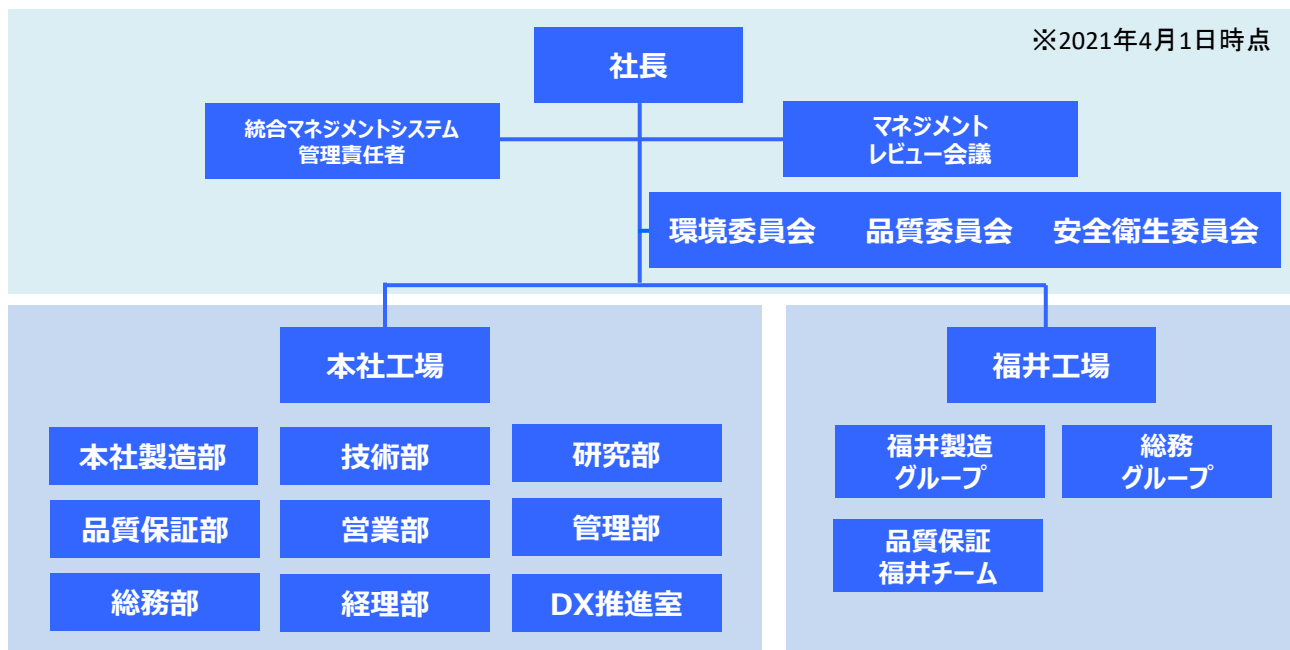 ※2021年4月1日時点
社長
統合マネジメントシステム
管理責任者
マネジメント
レビュー会議
環境委員会 品質委員会 安全衛生委員会
本社工場
本社製造部 技術部 研究部
品質保証部 営業部 管理部
総務部 経理部 DX推進室
福井工場
福井製造
グループ
総務
グループ
品質保証
福井チーム